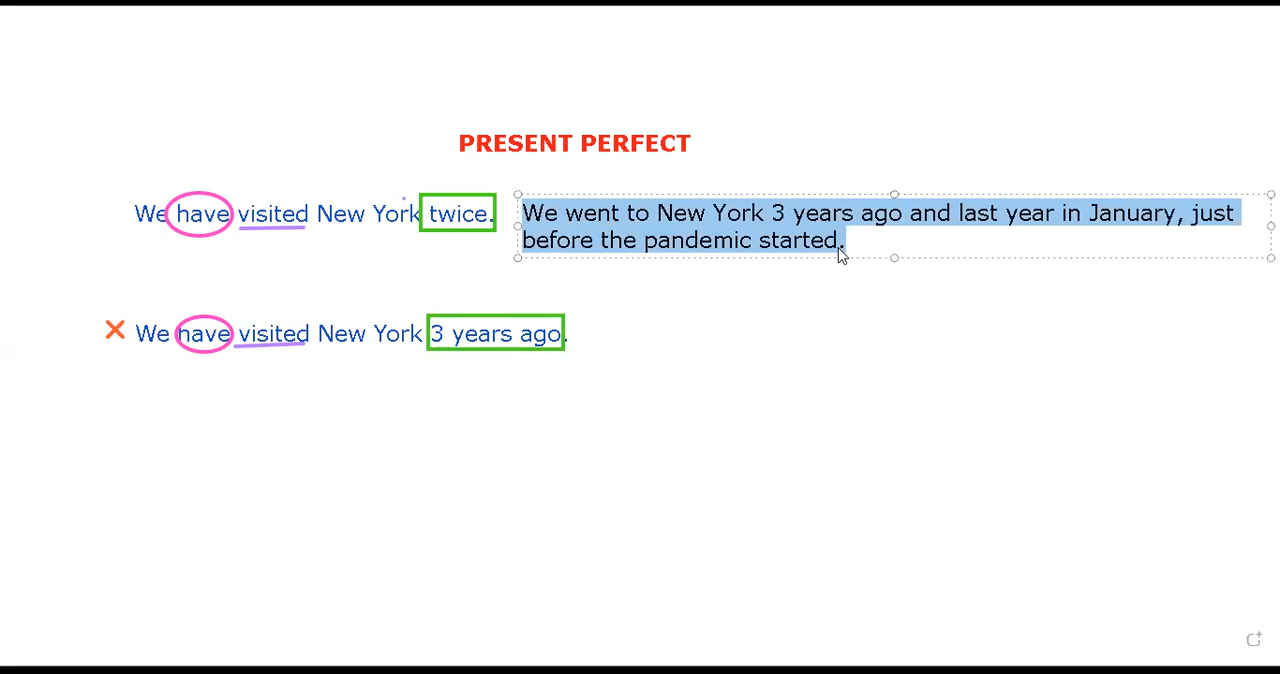 PRESENT PERFECT
We have visited New York twice. We went to New York 3 years ago and last year in January, just
before the pandemic started.
We have visited New York 3 years ago.